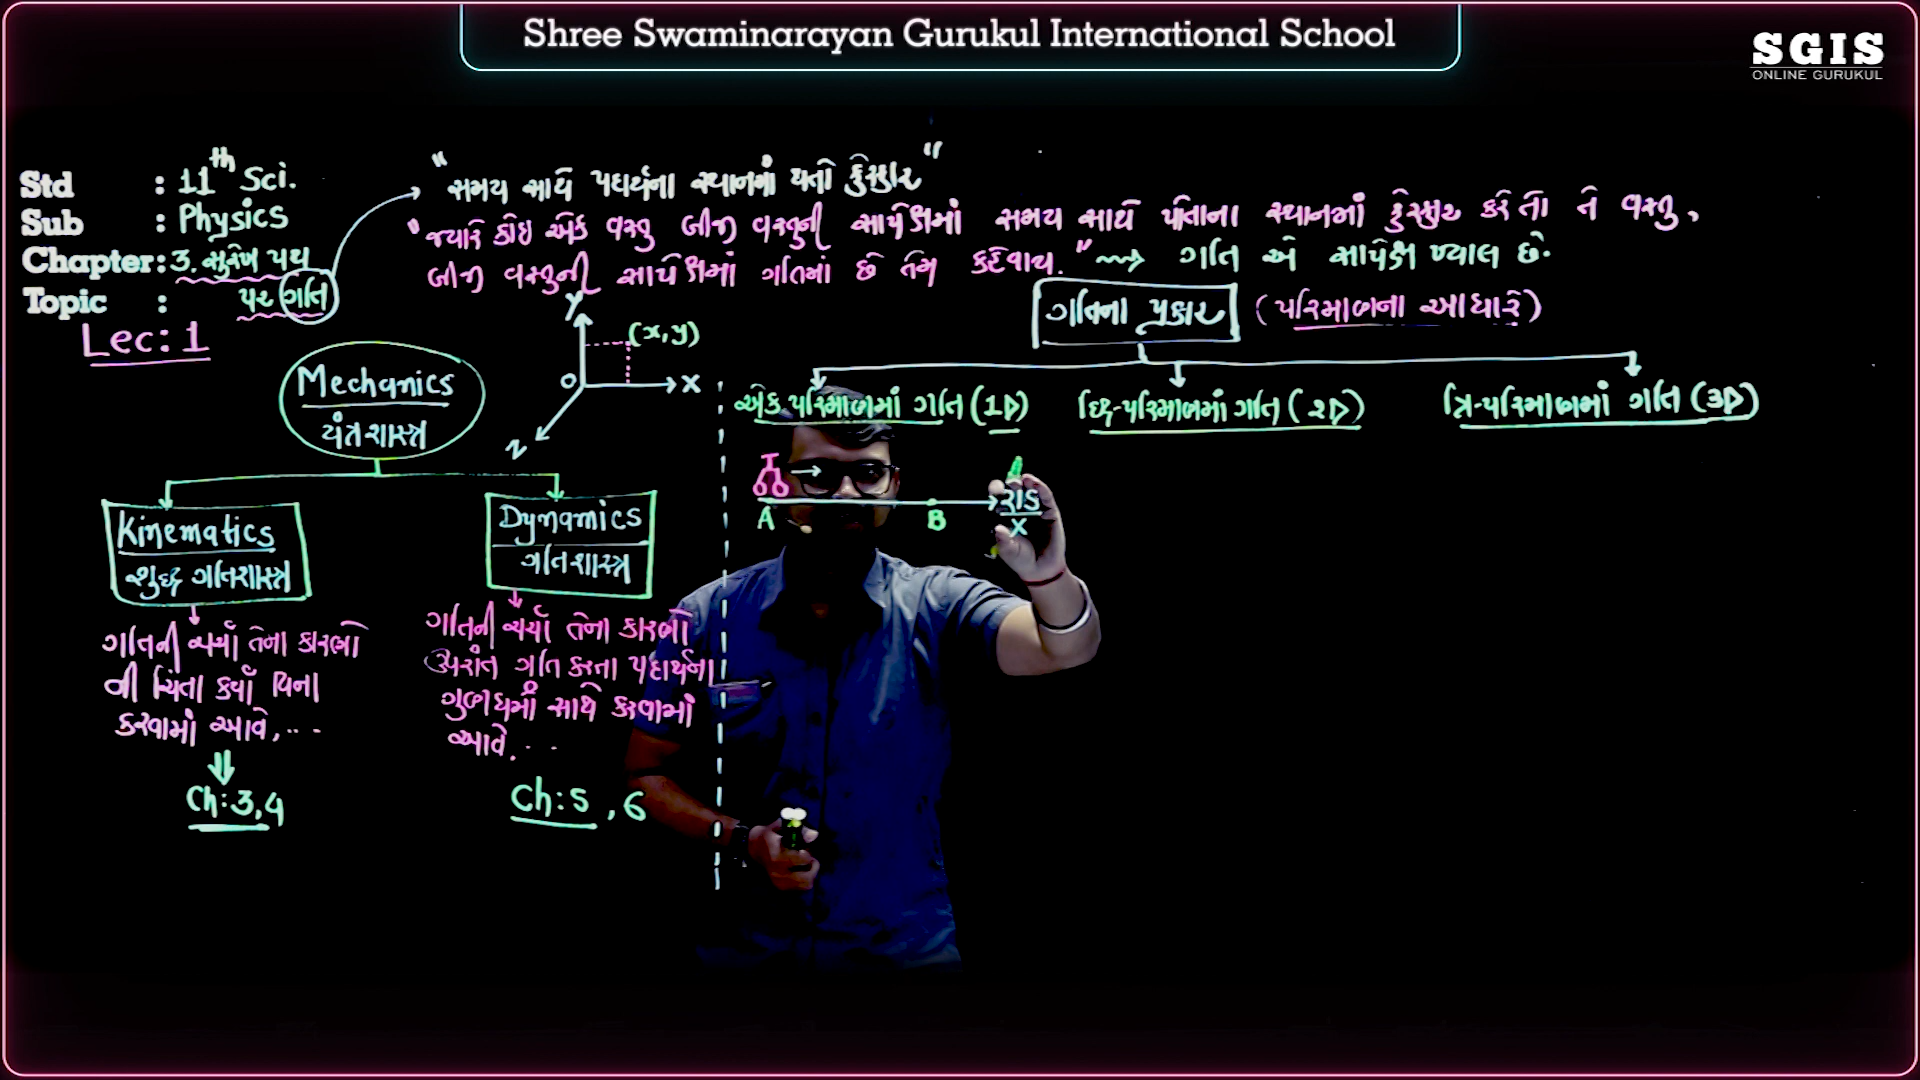 Shree Swaminarayan Gurukul International School
SGIS
ONLINE GURUKUL
Std : 11th Sci.
Sub : Physics
Chapter: 3. સુરેખ પથ
Topic : પર ગતિ
Lec: 1
"સમય સાથે પદાર્થના સ્થાનમાં થતો ફેરફાર"
"જ્યારે કોઇ એક વસ્તુ બીજી વસ્તુની સાપેક્ષમાં સમય સાથે પોતાના સ્થાનમાં ફેરફાર કરે તો તે વસ્તુ,
બીજી વસ્તુની સાપેક્ષમાં ગતિમાં છે તેમ કહેવાય." ⟿ ગતિ એ સાપેક્ષ ખ્યાલ છે.
Mechanics
યંત્રશાસ્ત્ર
Y
(x,y)
O
X
Z
Kinematics
શુદ્ધ ગતિશાસ્ત્ર
ગતિની ચર્ચા તેના કારણો
ની ચિંતા કર્યા વિના
કરવામાં આવે,...
Ch:3,4
Dynamics
ગતિશાસ્ત્ર
ગતિની ચર્ચા તેના કારણો
ઉપરાંત ગતિ કરતા પદાર્થના
ગુણધર્મો સાથે કરવામાં
આવે...
Ch:5, 6
ગતિના પ્રકાર (પરિમાણના આધારે)
એક પરિમાણમાં ગતિ (1D)
દ્વિ-પરિમાણમાં ગતિ (2D)
ત્રિ-પરિમાણમાં ગતિ (3D)
A
B
રોડ
X